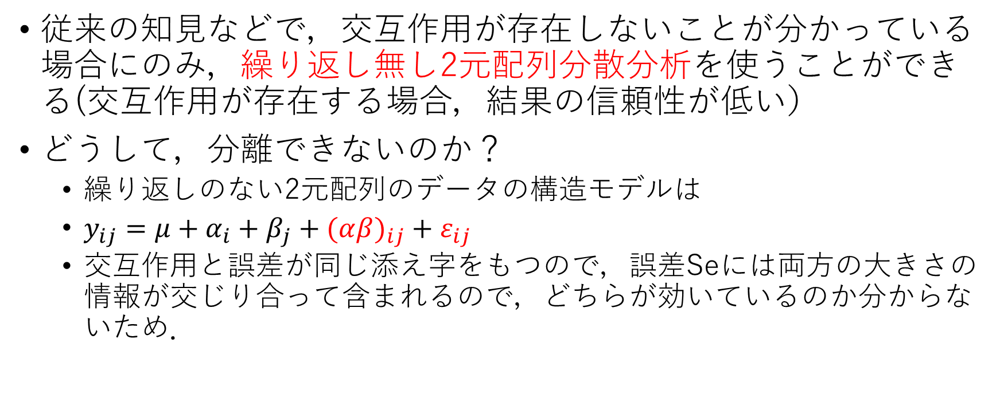 • 従来の知見などで，交互作用が存在しないことが分かっている
場合にのみ，繰り返し無し2元配列分散分析を使うことができ
る(交互作用が存在する場合，結果の信頼性が低い）
• どうして，分離できないのか？
• 繰り返しのない2元配列のデータの構造モデルは
• y_{ij} = μ + α_i + β_j + (αβ)_{ij} + ε_{ij}
• 交互作用と誤差が同じ添え字をもつので，誤差Seには両方の大きさの
情報が交じり合って含まれるので，どちらが効いているのか分からな
いため．